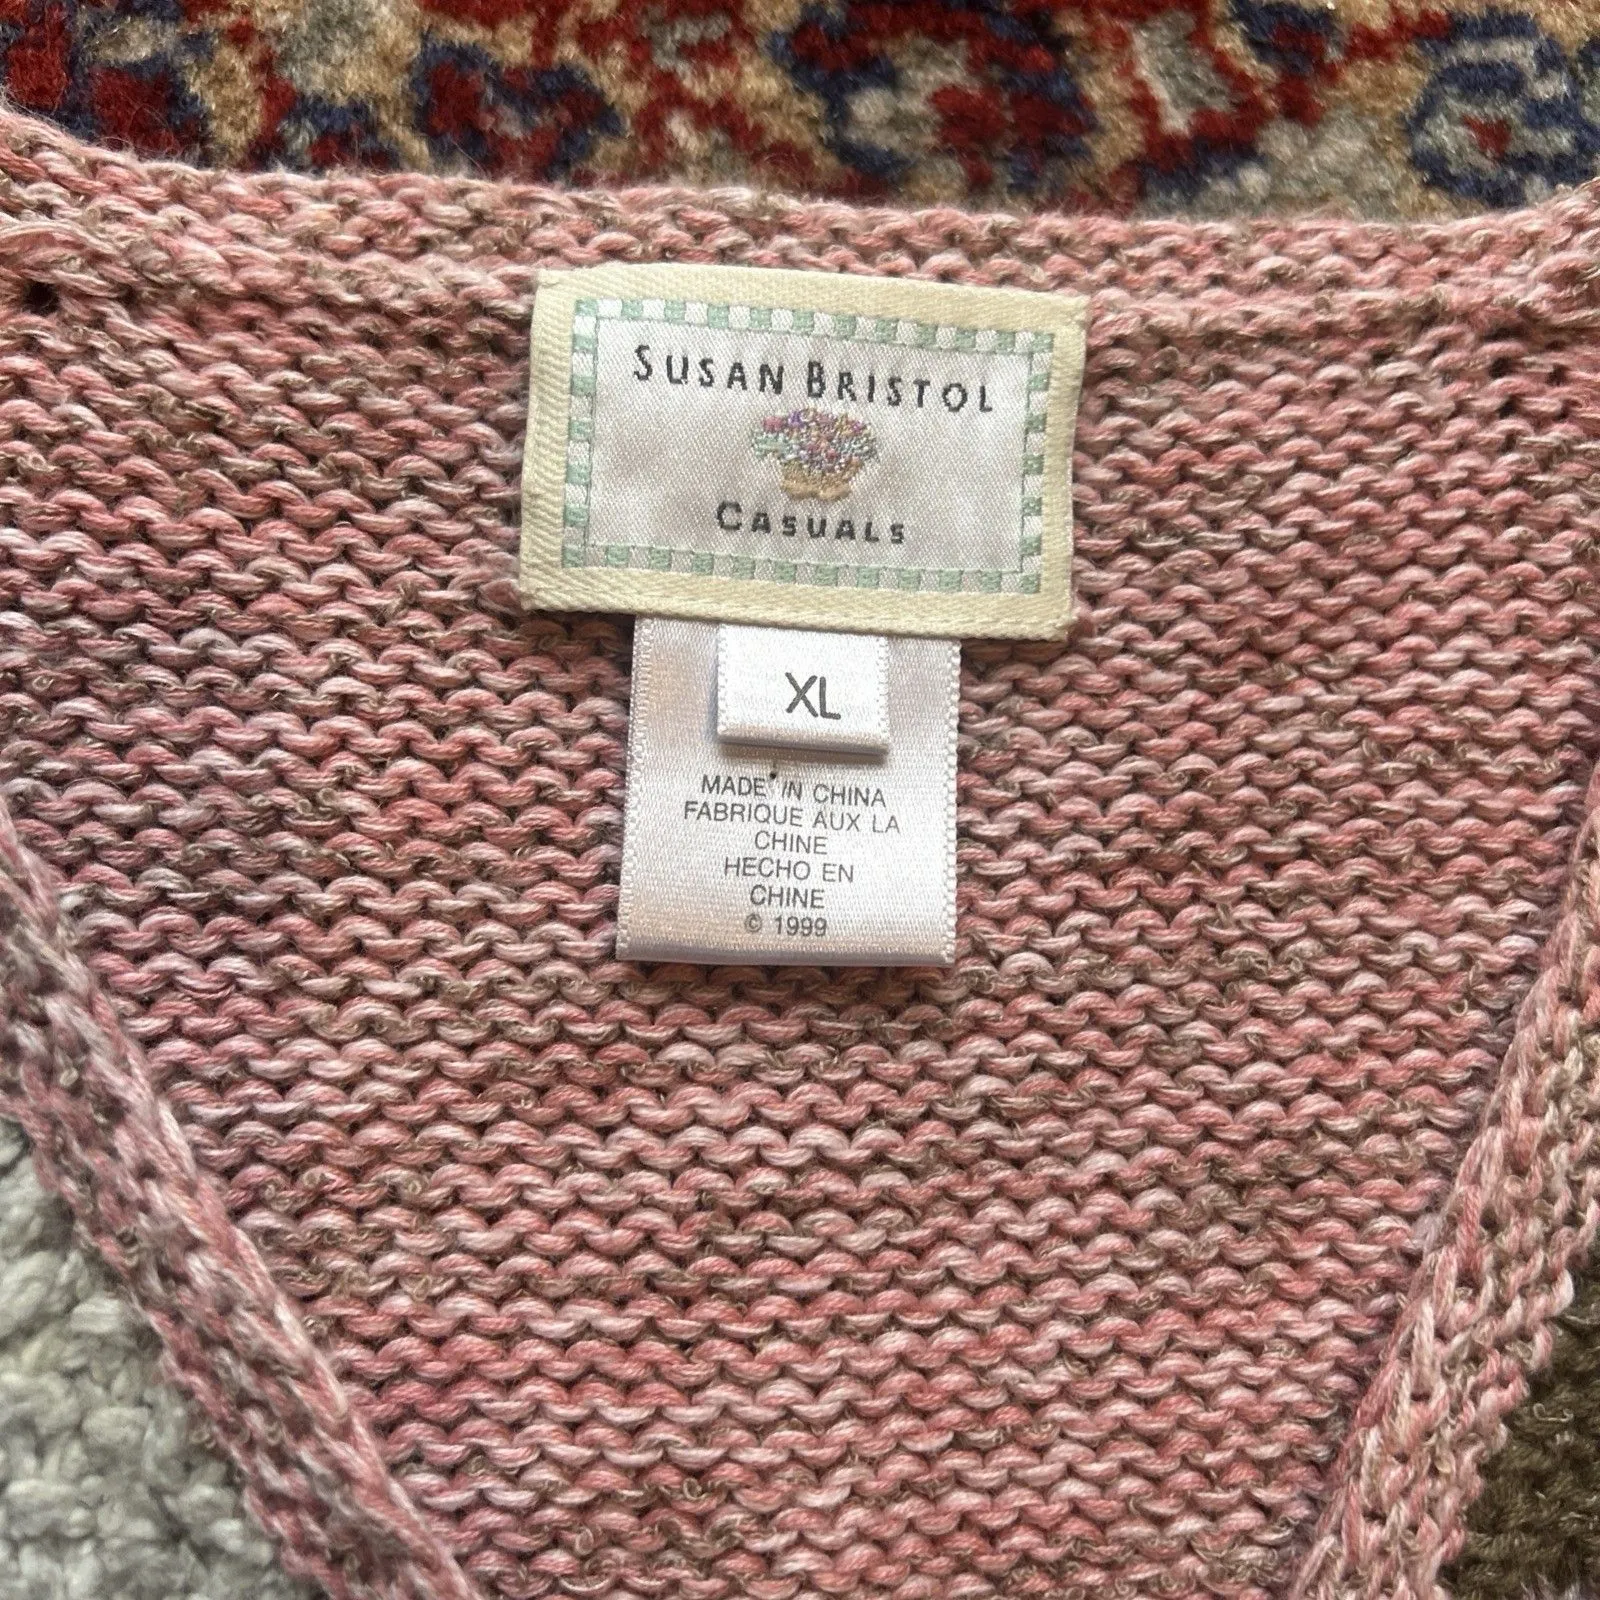 SUSAN BRISTOL
CASUALS
XL
MADE IN CHINA
FABRIQUE AUX LA
CHINE
HECHO EN
CHINE
© 1999